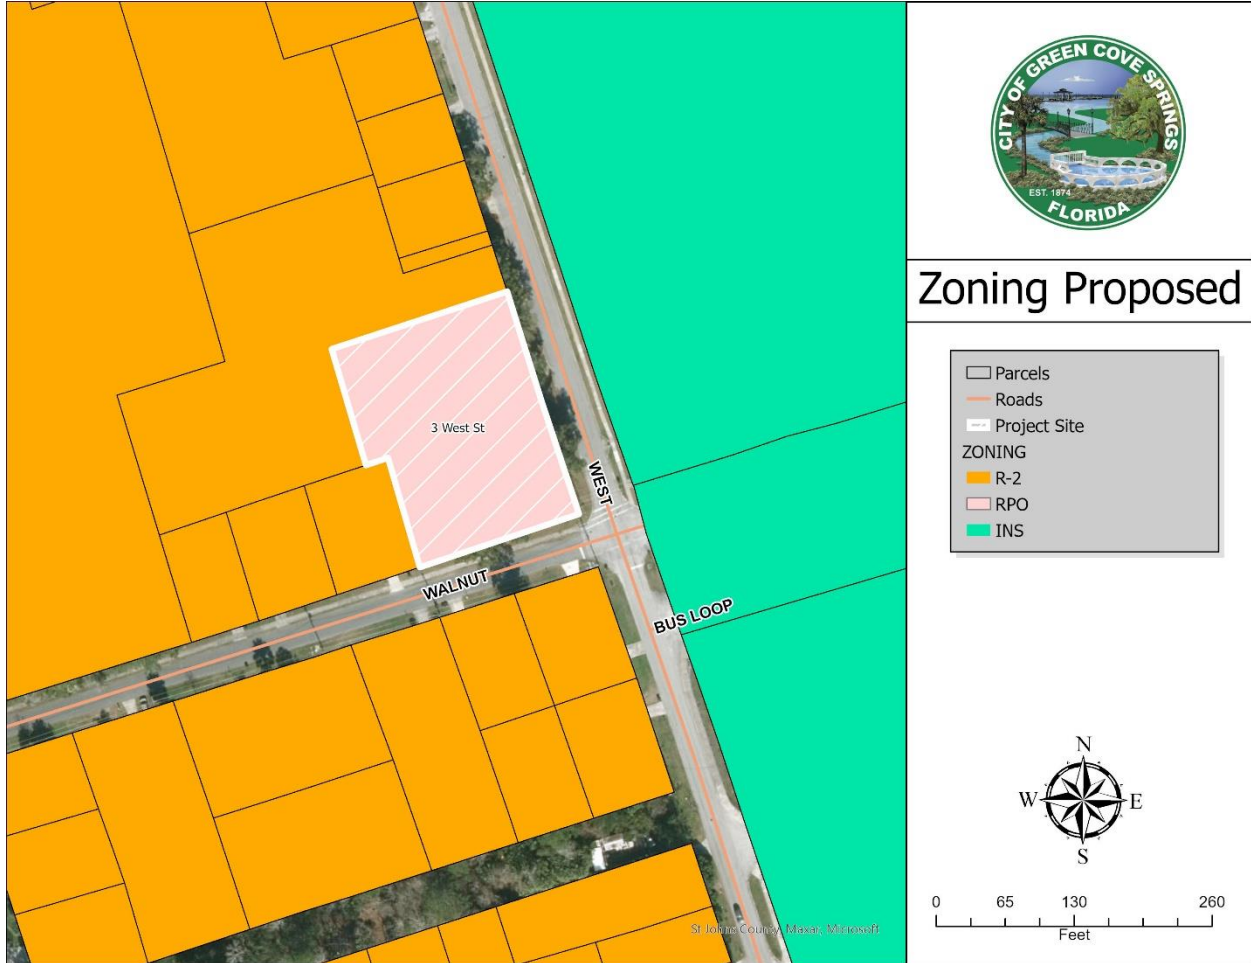 3 West St
WEST
WALNUT
BUS LOOP
St Johns County, Maxar, Microsoft
CITY OF GREEN COVE SPRINGS
EST. 1874
FLORIDA
Zoning Proposed
Parcels
Roads
Project Site
ZONING
R-2
RPO
INS
N
W E
S
0 65 130 260
Feet